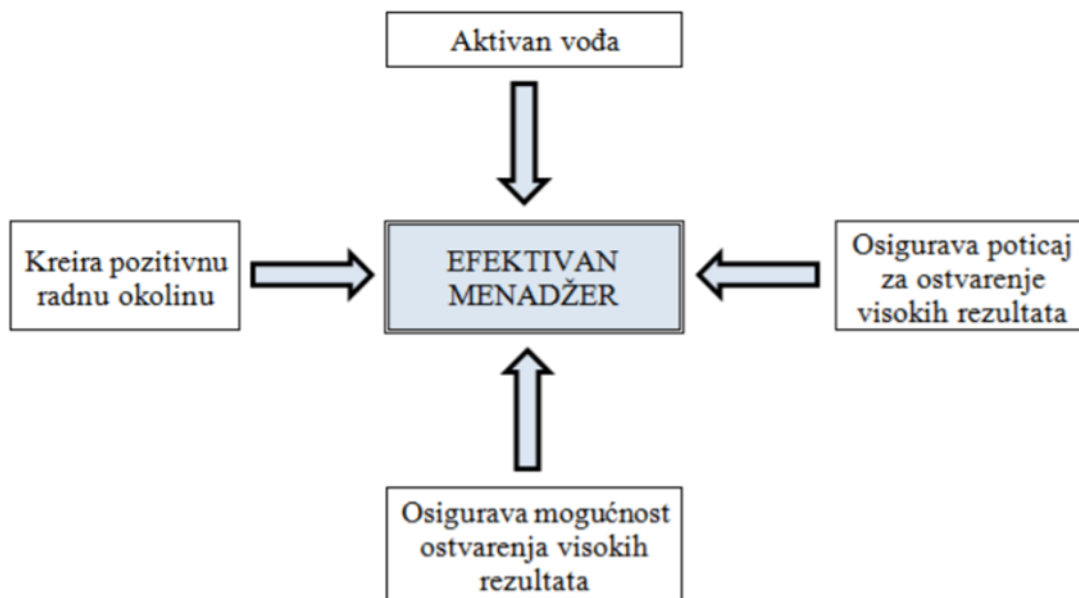 Aktivan vođa
Kreira pozitivnu
radnu okolinu
EFEKTIVAN
MENADŽER
Osigurava poticaj
za ostvarenje
visokih rezultata
Osigurava mogućnost
ostvarenja visokih
rezultata